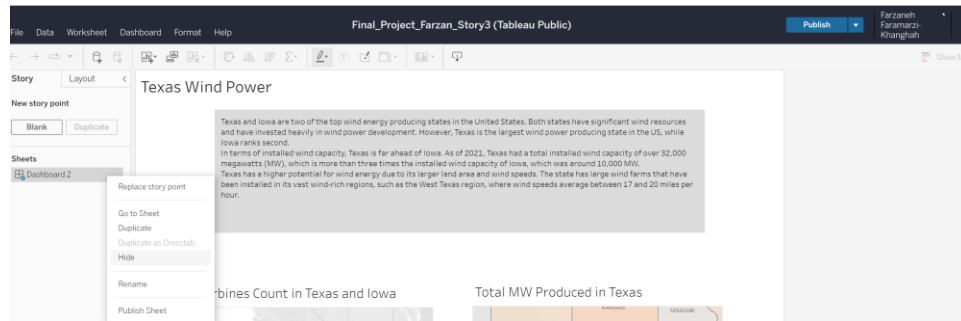 Final_Project_Farzan_Story3 (Tableau Public)
Publish
Farzaneh
Faramarzi-
Khanghah
File Data Worksheet Dashboard Format Help
Story Layout
New story point
Blank Duplicate
Sheets
Dashboard 2
Replace story point
Go to Sheet
Duplicate
Duplicate as Crosstab
Hide
Rename
Publish Sheet
Show M
Texas Wind Power
Texas and Iowa are two of the top wind energy producing states in the United States. Both states have significant wind resources
and have invested heavily in wind power development. However, Texas is the largest wind power producing state in the US, while
Iowa ranks second.
In terms of installed wind capacity, Texas is far ahead of Iowa. As of 2021, Texas had a total installed wind capacity of over 32,000
megawatts (MW), which is more than three times the installed wind capacity of Iowa, which was around 10,000 MW.
Texas has a higher potential for wind energy due to its larger land area and wind speeds. The state has large wind farms that have
been installed in its vast wind-rich regions, such as the West Texas region, where wind speeds average between 17 and 20 miles per
hour.
rbines Count in Texas and Iowa
Total MW Produced in Texas
KANSAS
MISSOURI